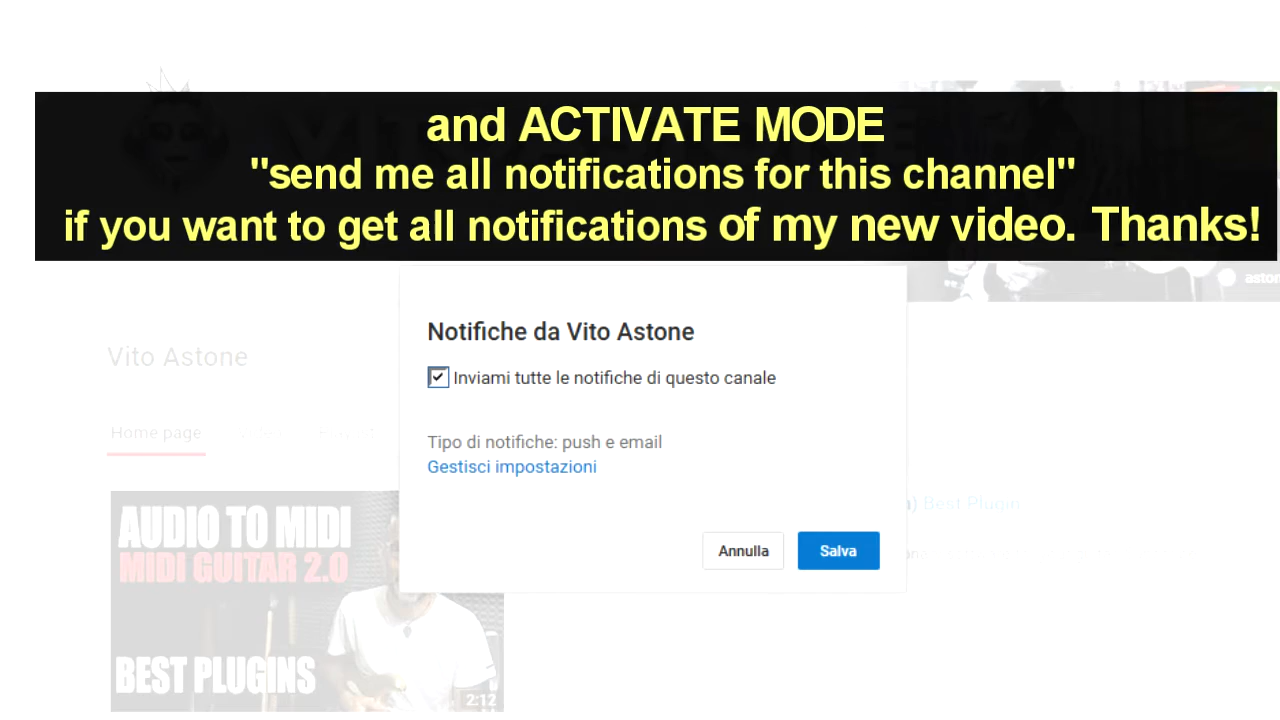 and ACTIVATE MODE
"send me all notifications for this channel"
if you want to get all notifications of my new video. Thanks!
Notifiche da Vito Astone
Vito Astone
Inviami tutte le notifiche di questo canale
Home page
Tipo di notifiche: push e email
Gestisci impostazioni
Best Plugin
AUDIO TO MIDI
MIDI GUITAR 2.0
Annulla
Salva
BEST PLUGINS
2:12